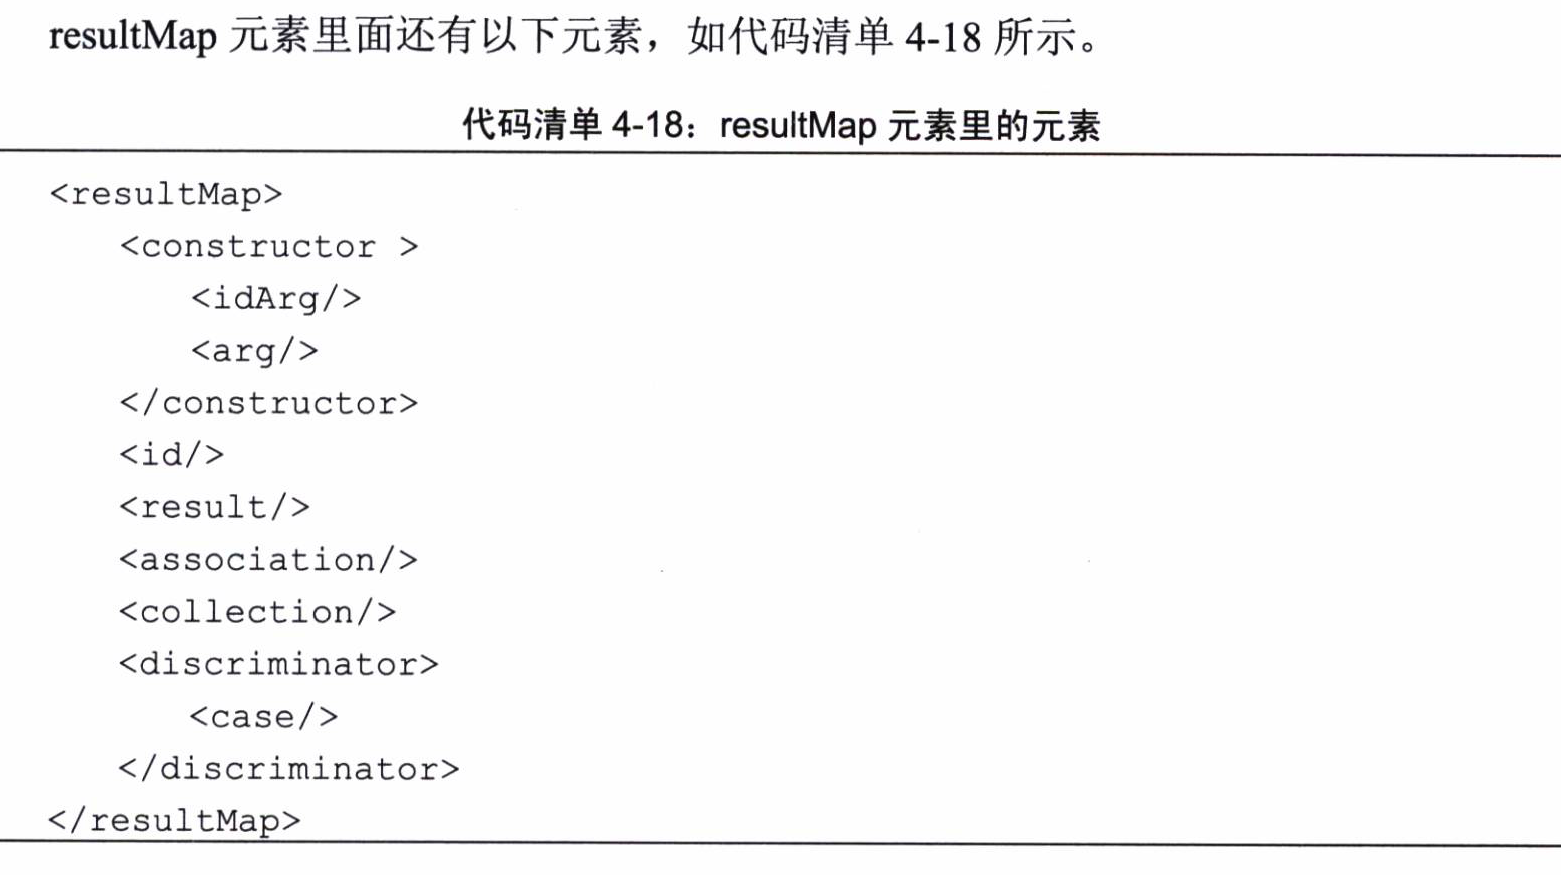 resultMap 元素里面还有以下元素，如代码清单 4-18 所示。
代码清单 4-18：resultMap 元素里的元素
<resultMap>
<constructor >
<idArg/>
<arg/>
</constructor>
<id/>
<result/>
<association/>
<collection/>
<discriminator>
<case/>
</discriminator>
</resultMap>